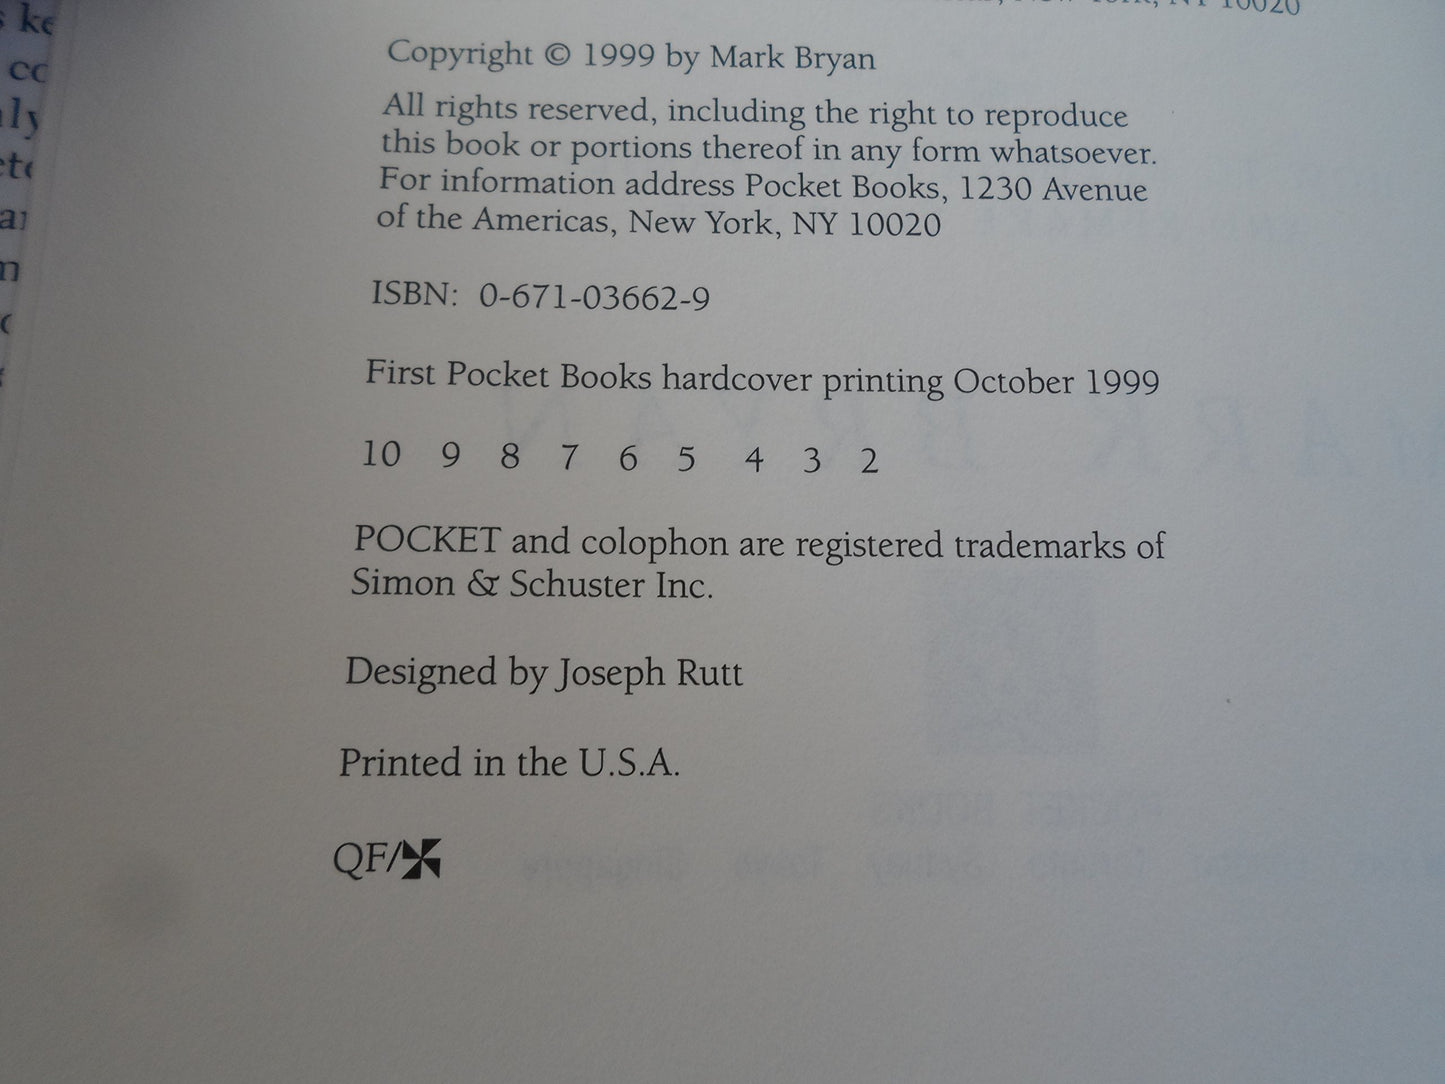 NY 10020
Copyright © 1999 by Mark Bryan
All rights reserved, including the right to reproduce
this book or portions thereof in any form whatsoever.
For information address Pocket Books, 1230 Avenue
of the Americas, New York, NY 10020
ISBN: 0-671-03662-9
First Pocket Books hardcover printing October 1999
10 9 8 7 6 5 4 3 2
POCKET and colophon are registered trademarks of
Simon & Schuster Inc.
Designed by Joseph Rutt
Printed in the U.S.A.
QF/